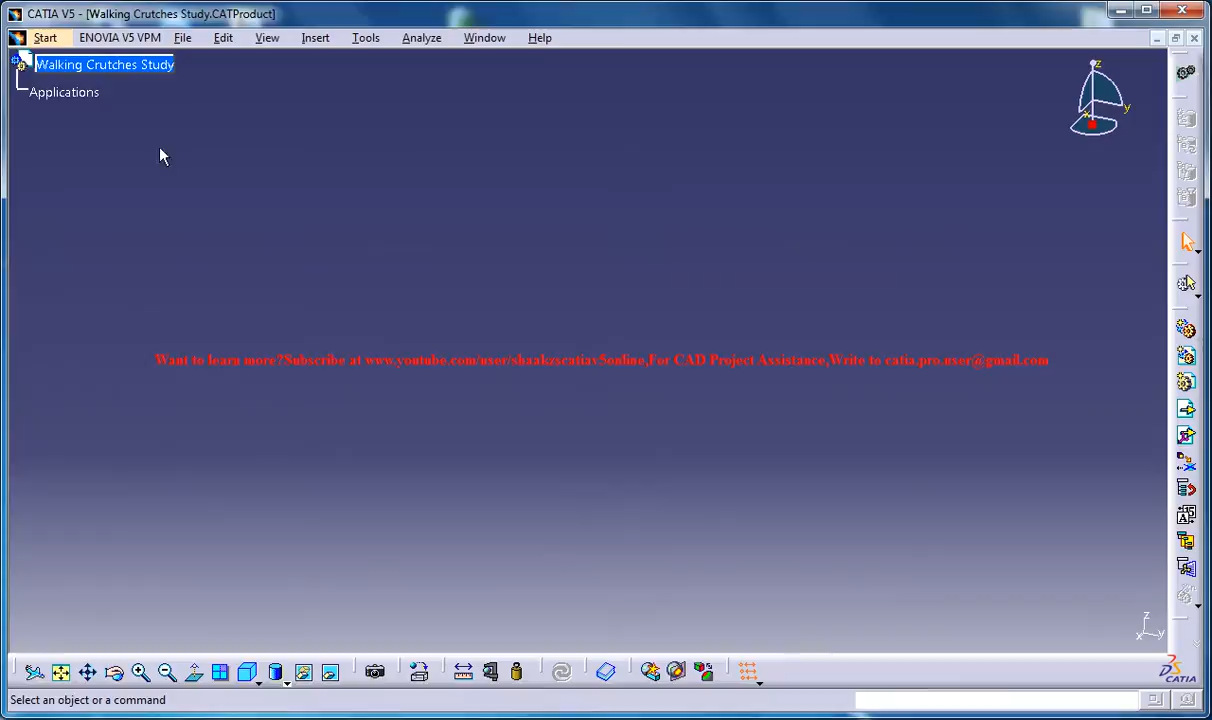 CATIA V5 - [Walking Crutches Study.CATProduct]
Start ENOVIA V5 VPM File Edit View Insert Tools Analyze Window Help
Walking Crutches Study
Applications
z
y
x
Want to learn more?Subscribe at www.youtube.com/user/shaakzscatiav5online,For CAD Project Assistance,Write to catia.pro.uxer@gmail.com
z
x y
CATIA
Select an object or a command